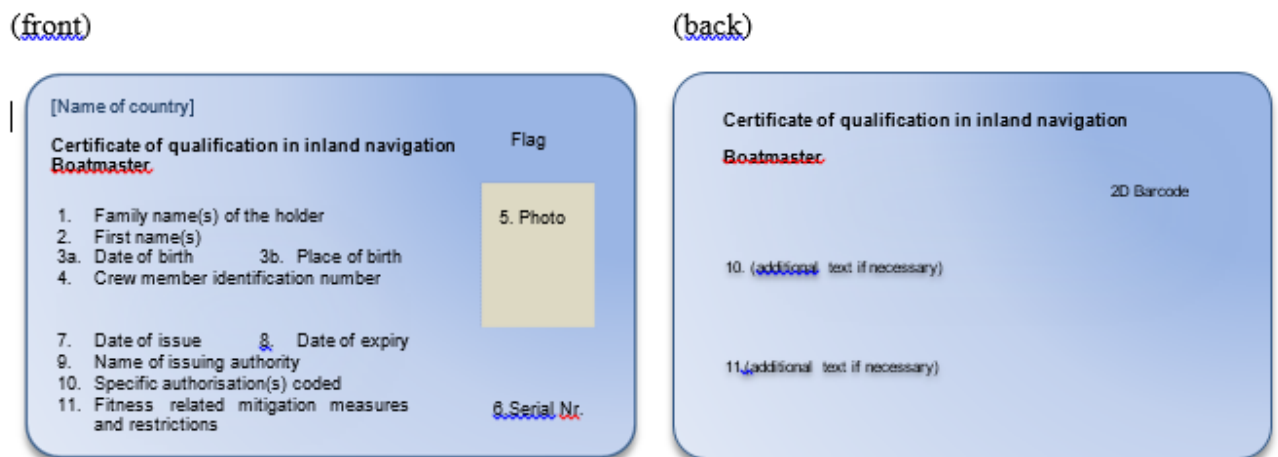 (front)
[Name of country]
Certificate of qualification in inland navigation
Boatmaster
Flag
1. Family name(s) of the holder
2. First name(s)
3a. Date of birth 3b. Place of birth
4. Crew member identification number
5. Photo
7. Date of issue 8. Date of expiry
9. Name of issuing authority
10. Specific authorisation(s) coded
11. Fitness related mitigation measures
and restrictions
6.Serial Nr.
(back)
Certificate of qualification in inland navigation
Boatmaster
2D Barcode
10. (additional text if necessary)
11.(additional text if necessary)